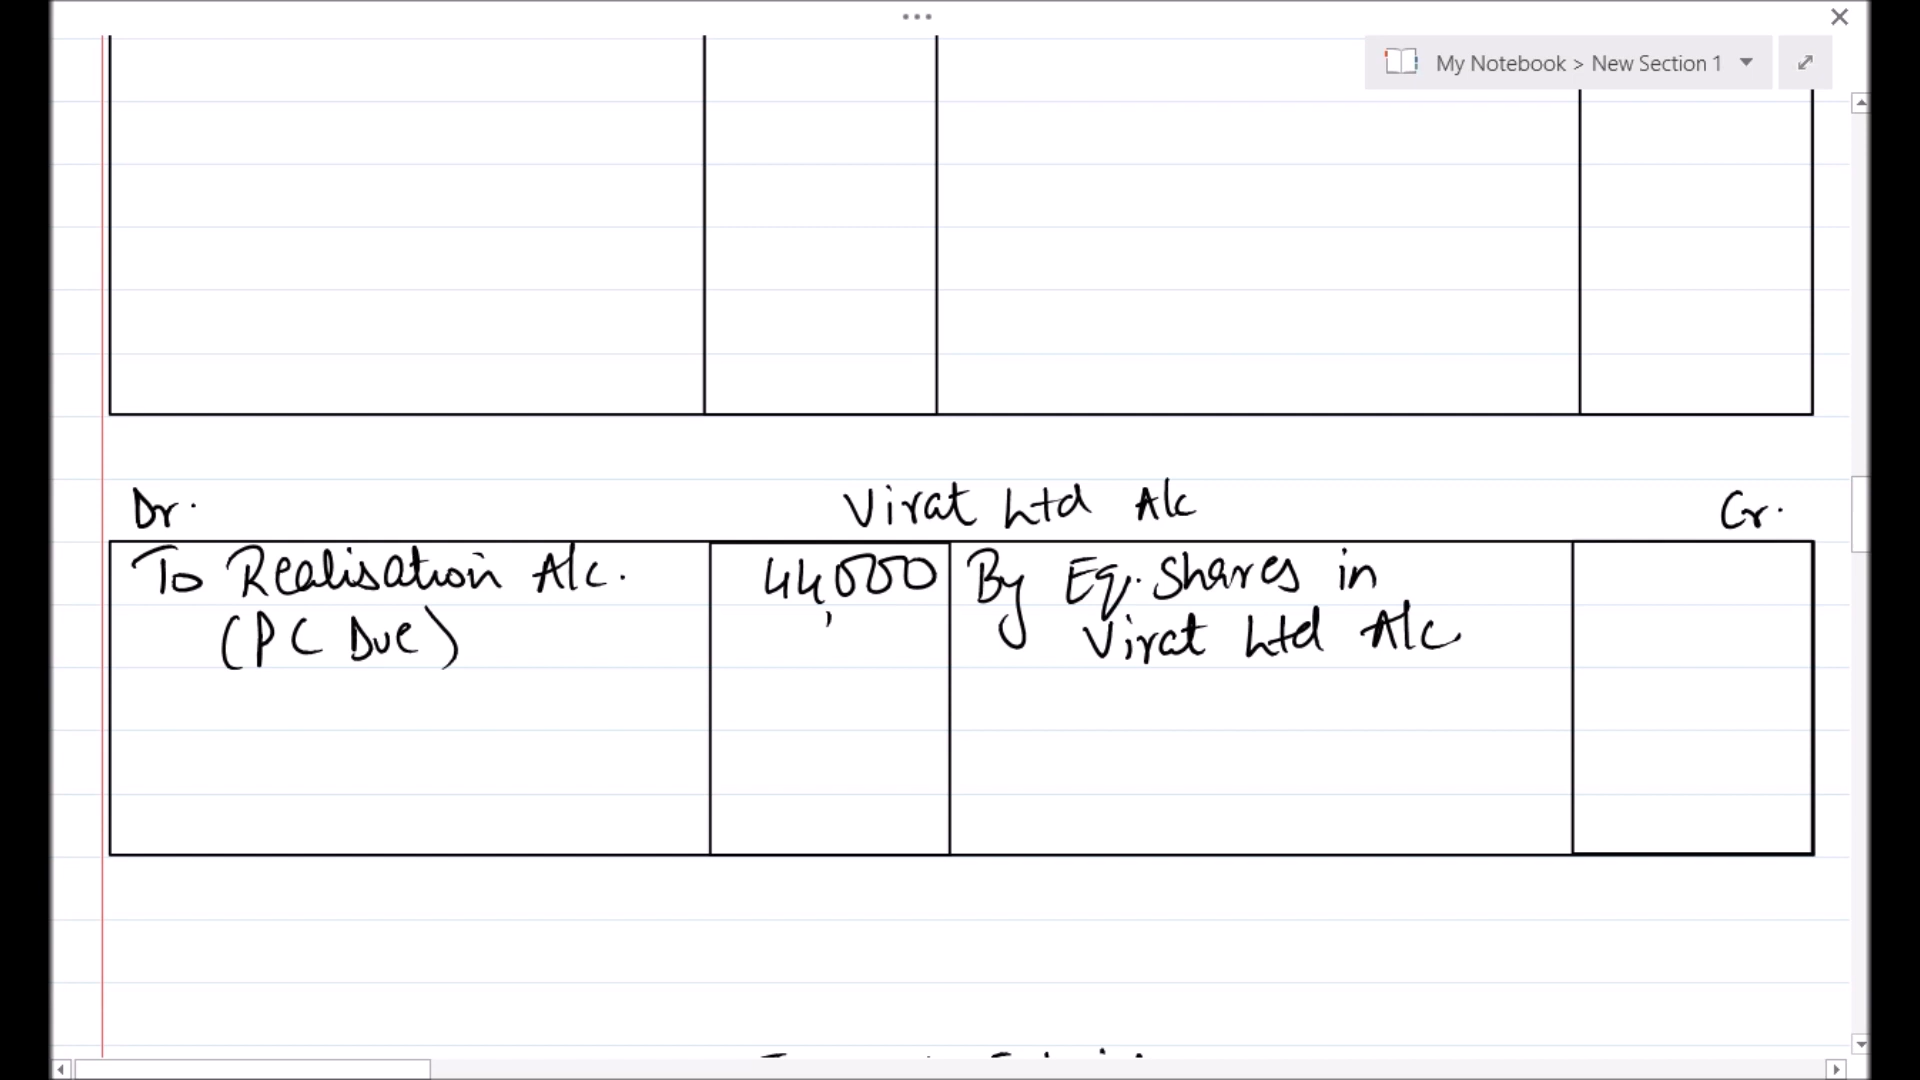 My Notebook > New Section 1
Dr. Virat Ltd A/c Cr.
To Realisation A/c. 44,000 By Eq. Shares in
(PC Due) Virat Ltd A/c